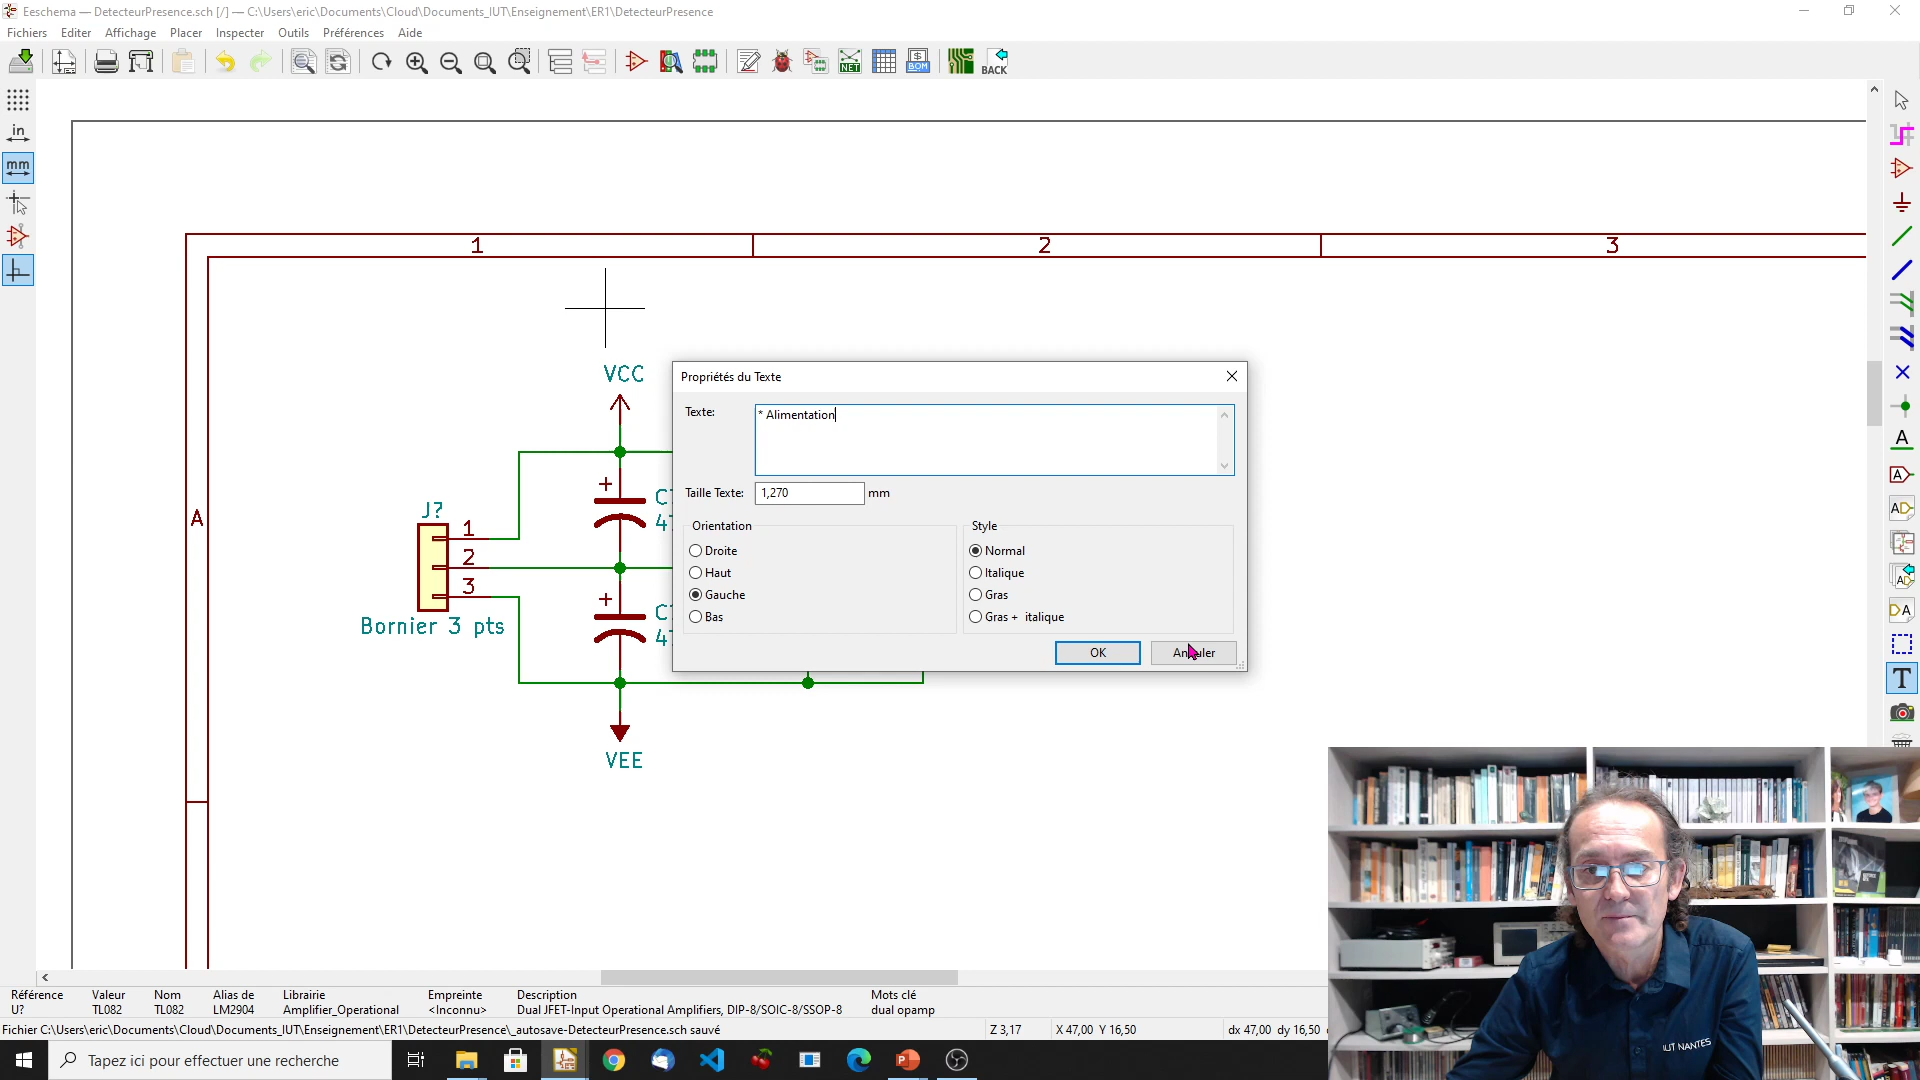 Eeschema — DetecteurPresence.sch [/] — C:\Users\eric\Documents\Cloud\Documents_IUT\Enseignement\ER1\DetecteurPresence
Fichiers Editer Affichage Placer Inspecter Outils Préférences Aide
NET
BOM
BACK
in
mm
1 2 3
A
VCC
J?
1
2
3
Bornier 3 pts
+
+
VEE
Propriétés du Texte
Texte:
* Alimentation
Taille Texte: 1,270 mm
Orientation Style
Droite Normal
Haut Italique
Gauche Gras
Bas Gras + italique
OK Annuler
Référence Valeur Nom Alias de Librairie Empreinte Description Mots clé
U? TL082 TL082 LM2904 Amplifier_Operational <Inconnu> Dual JFET-Input Operational Amplifiers, DIP-8/SOIC-8/SSOP-8 dual opamp
Fichier C:\Users\eric\Documents\Cloud\Documents_IUT\Enseignement\ER1\DetecteurPresence\_autosave-DetecteurPresence.sch sauvé
Z 3,17 X 47,00 Y 16,50 dx 47,00 dy 16,50
IUT NANTES
Tapez ici pour effectuer une recherche